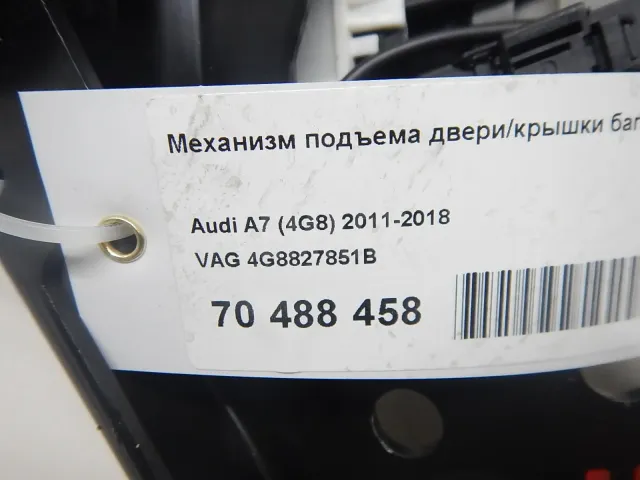 Механизм подъема двери/крышки баг
Audi A7 (4G8) 2011-2018
VAG 4G8827851B
70 488 458